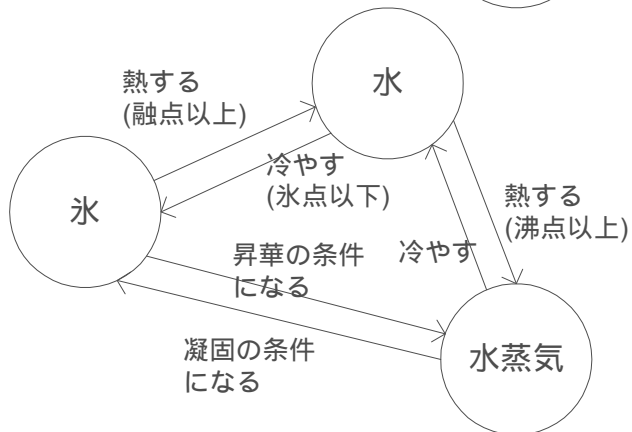 水
熱する
(融点以上)
冷やす
(氷点以下)
氷
熱する
(沸点以上)
昇華の条件
になる
冷やす
凝固の条件
になる
水蒸気